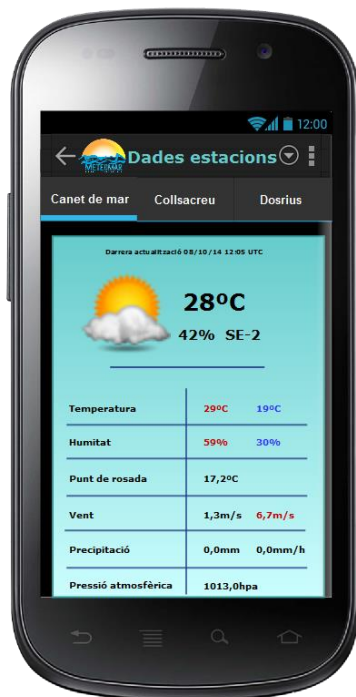 12:00
METEOMAR
Dades estacions
Canet de mar Collsacreu Dosrius
Darrera actualització 08/10/14 12:05 UTC
28ºC
42% SE-2
Temperatura 29ºC 19ºC
Humitat 59% 30%
Punt de rosada 17,2ºC
Vent 1,3m/s 6,7m/s
Precipitació 0,0mm 0,0mm/h
Pressió atmosfèrica 1013,0hpa